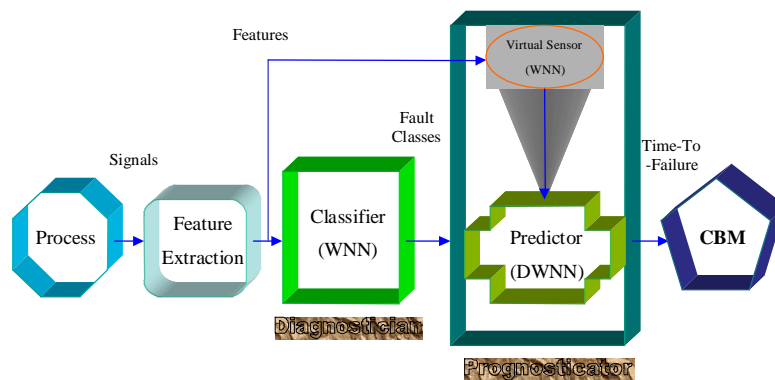 Features
Virtual Sensor
(WNN)
Fault
Classes
Signals
Time-To
-Failure
Process
Feature
Extraction
Classifier
(WNN)
Predictor
(DWNN)
CBM
Diagnostician
Prognosticator